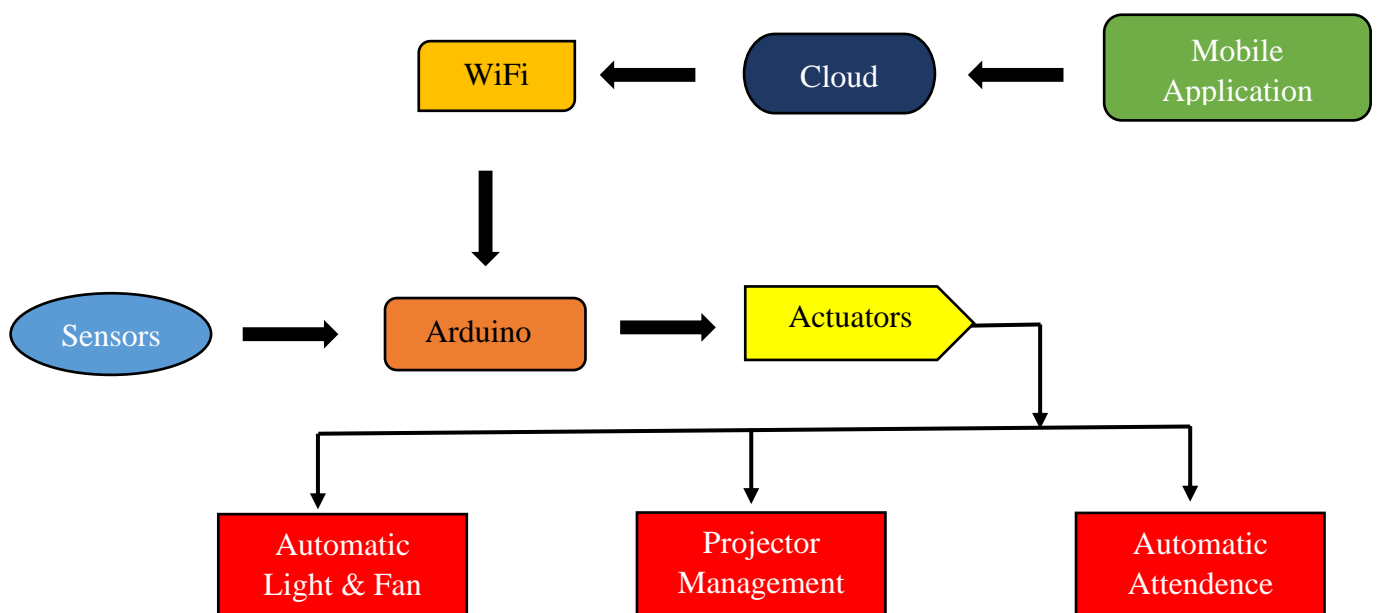 WiFi
Cloud
Mobile
Application
Sensors
Arduino
Actuators
Automatic
Light & Fan
Projector
Management
Automatic
Attendence